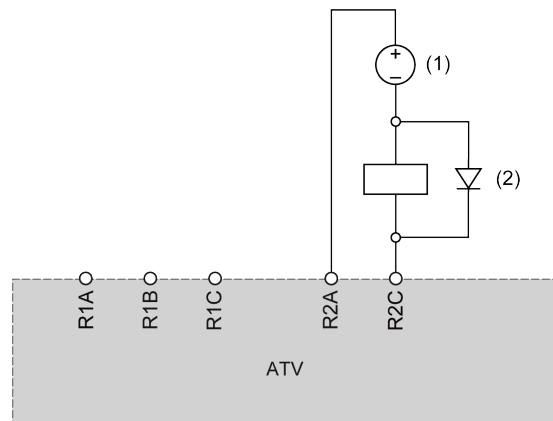 +
(1)
−
(2)
R1A
R1B
R1C
R2A
R2C
ATV